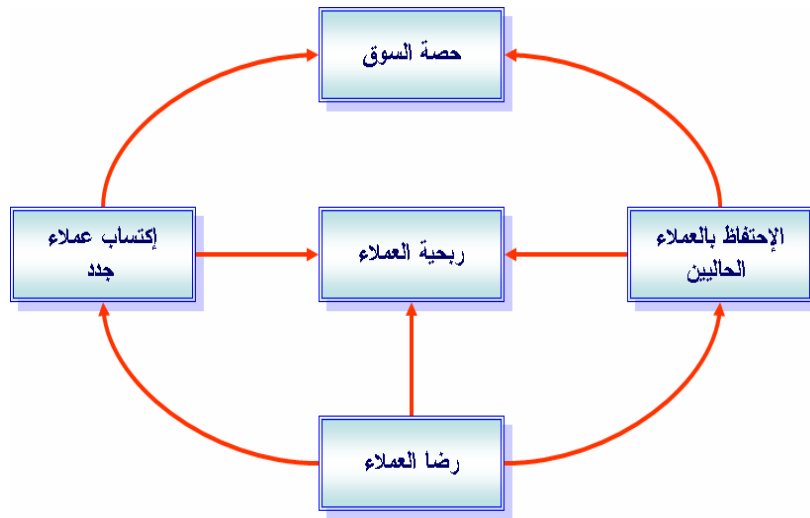 حصة السوق
الإحتفاظ بالعملاء
الحاليين
ربحية العملاء
إكتساب عملاء
جدد
رضا العملاء